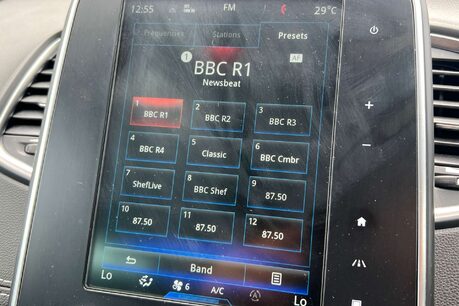 12:55 FM 29°C
Frequencies Stations Presets
1 AF
BBC R1
Newsbeat
1 BBC R1 2 BBC R2 3 BBC R3
4 BBC R4 5 Classic 6 BBC Cmbr
7 ShefLive 8 BBC Shef 9 87.50
10 87.50 11 87.50 12 87.50
Band
Lo 6 A/C A Lo